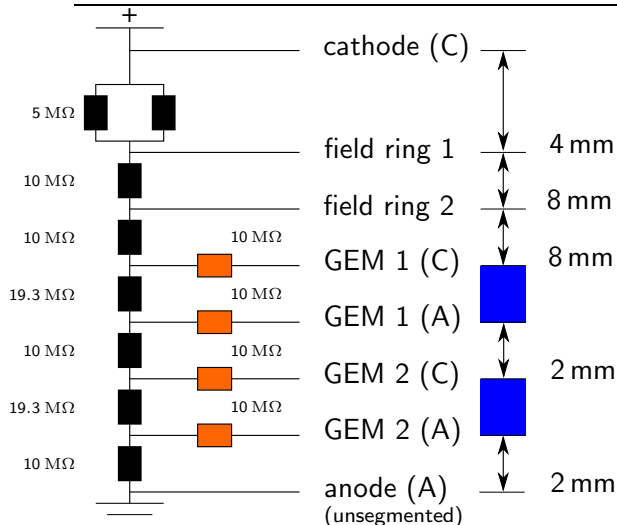 +
cathode (C)
5 MΩ
field ring 1
4 mm
10 MΩ
field ring 2
8 mm
10 MΩ
10 MΩ
GEM 1 (C)
8 mm
19.3 MΩ
10 MΩ
GEM 1 (A)
10 MΩ
10 MΩ
GEM 2 (C)
2 mm
19.3 MΩ
10 MΩ
GEM 2 (A)
10 MΩ
anode (A)
2 mm
(unsegmented)